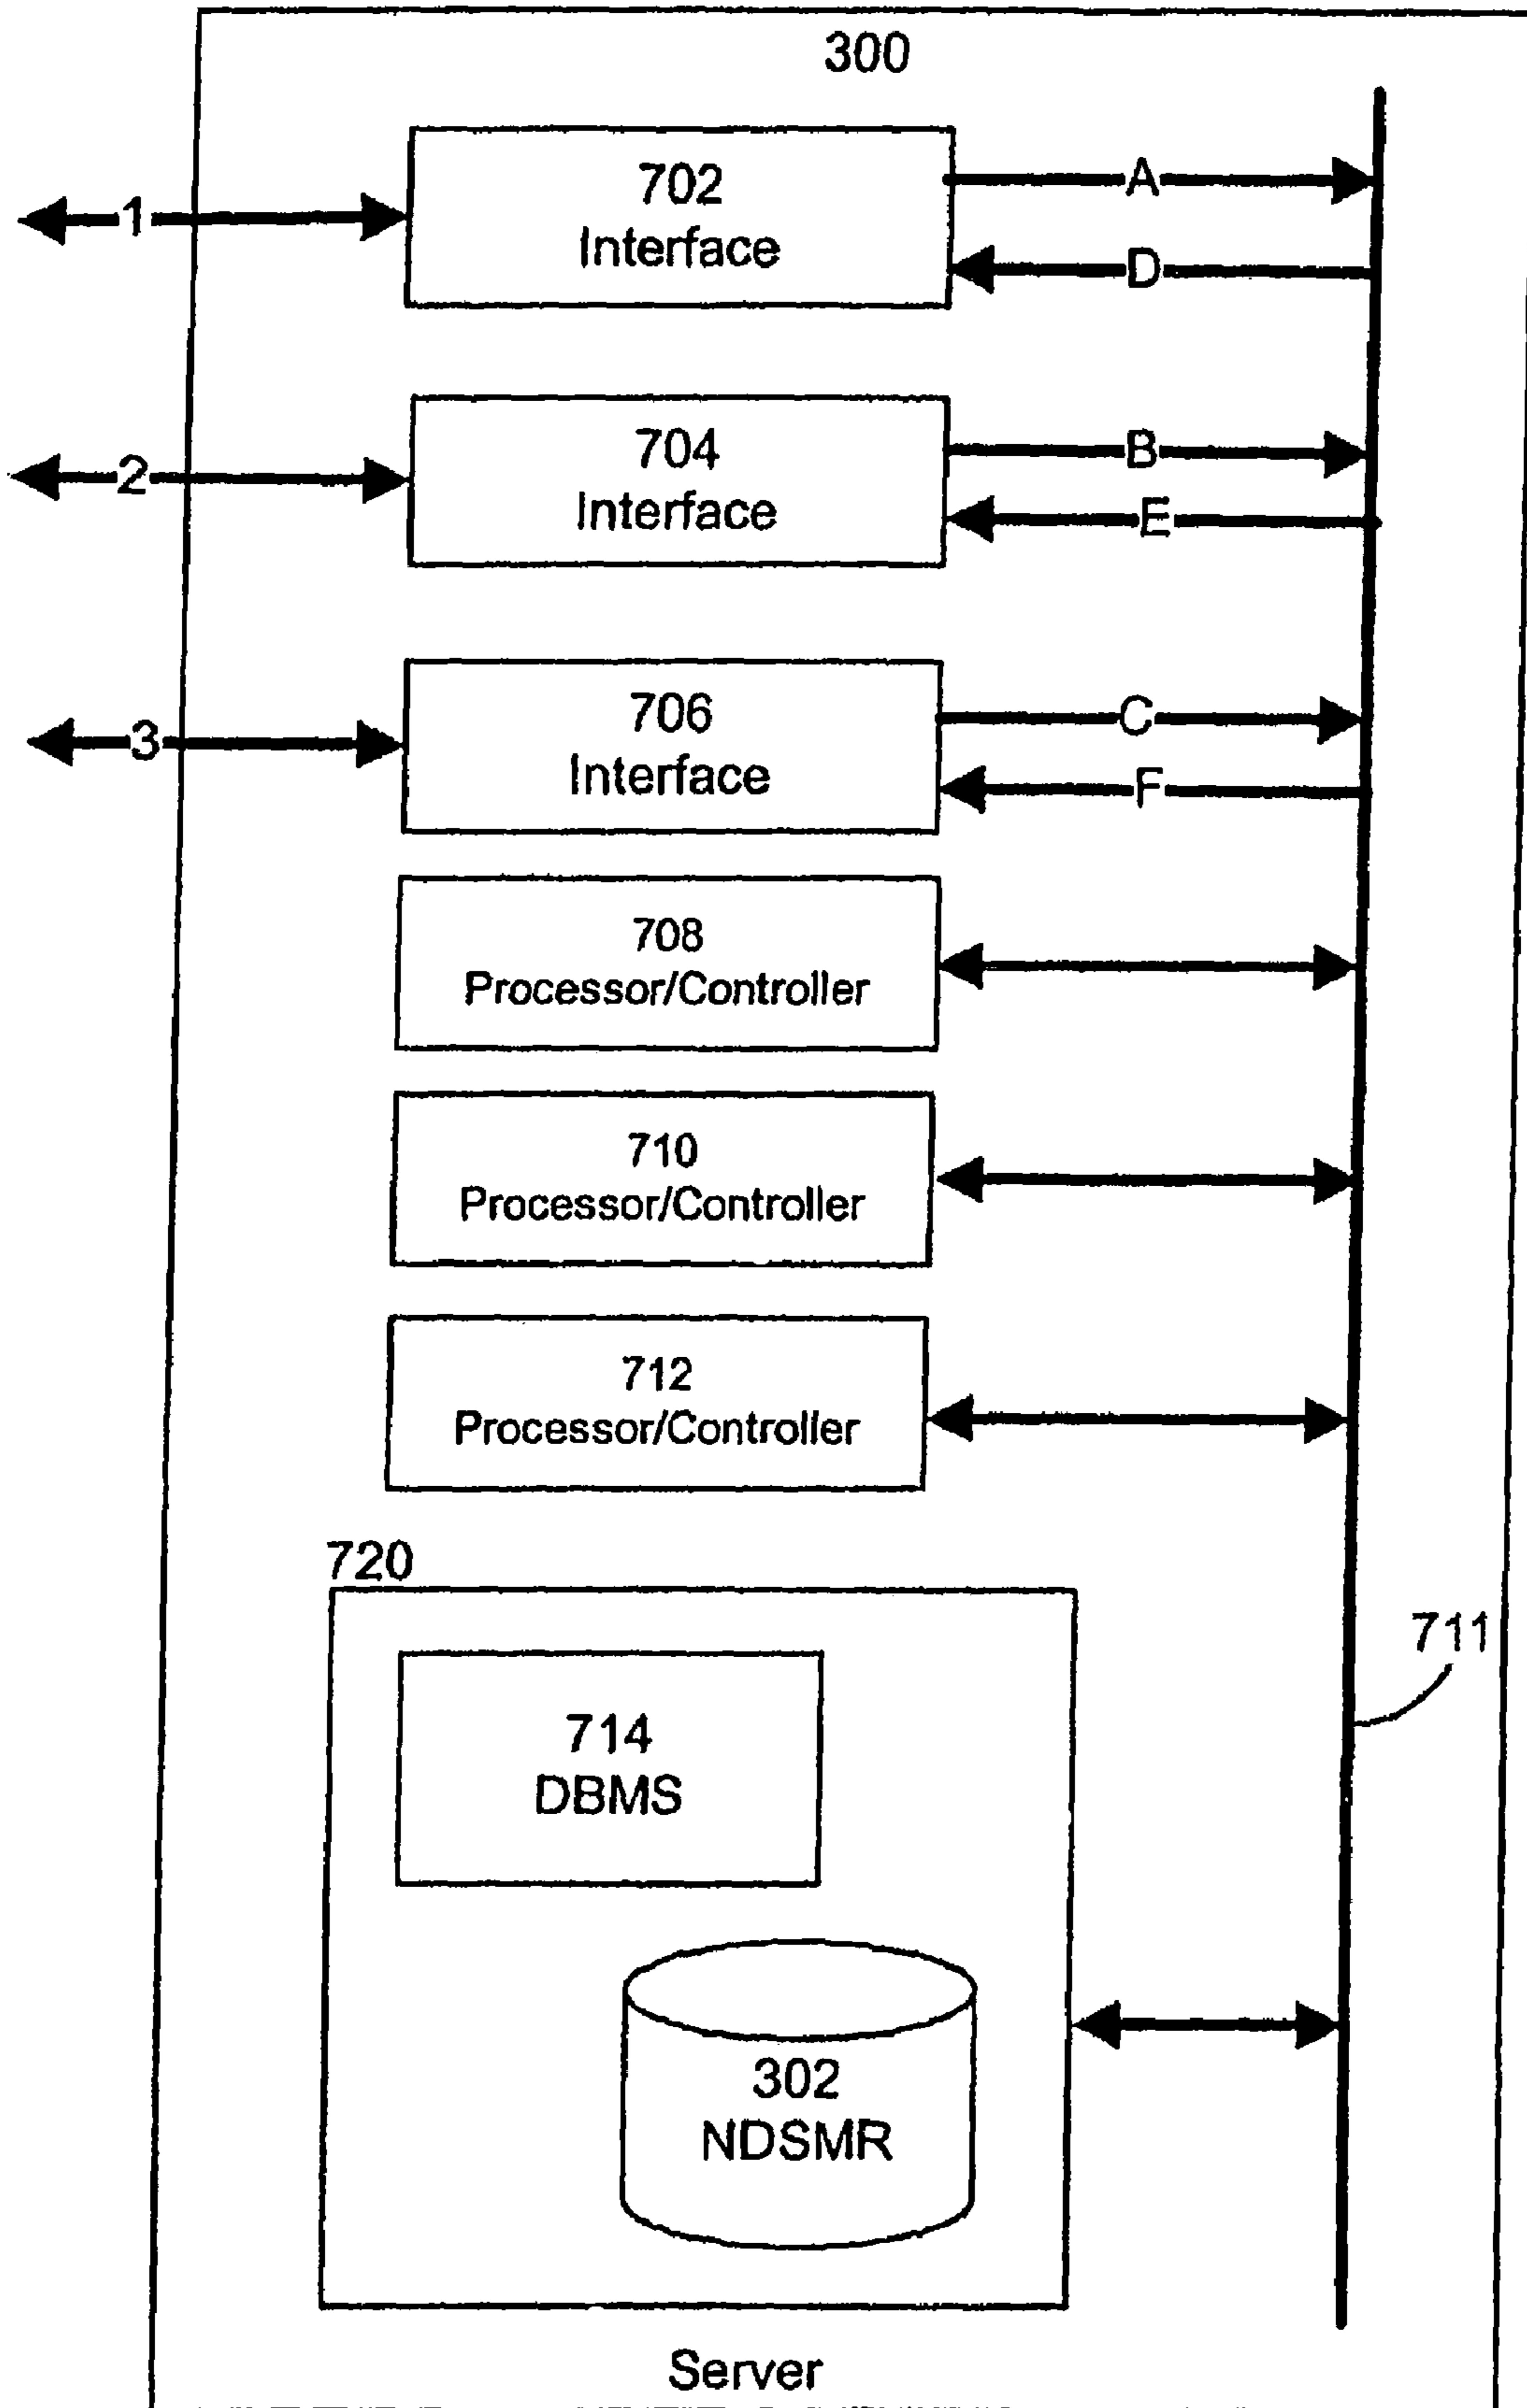 300
702
Interface
1
A
D
704
Interface
2
B
E
706
Interface
3
C
F
708
Processor/Controller
710
Processor/Controller
712
Processor/Controller
720
711
714
DBMS
302
NDSMR
Server